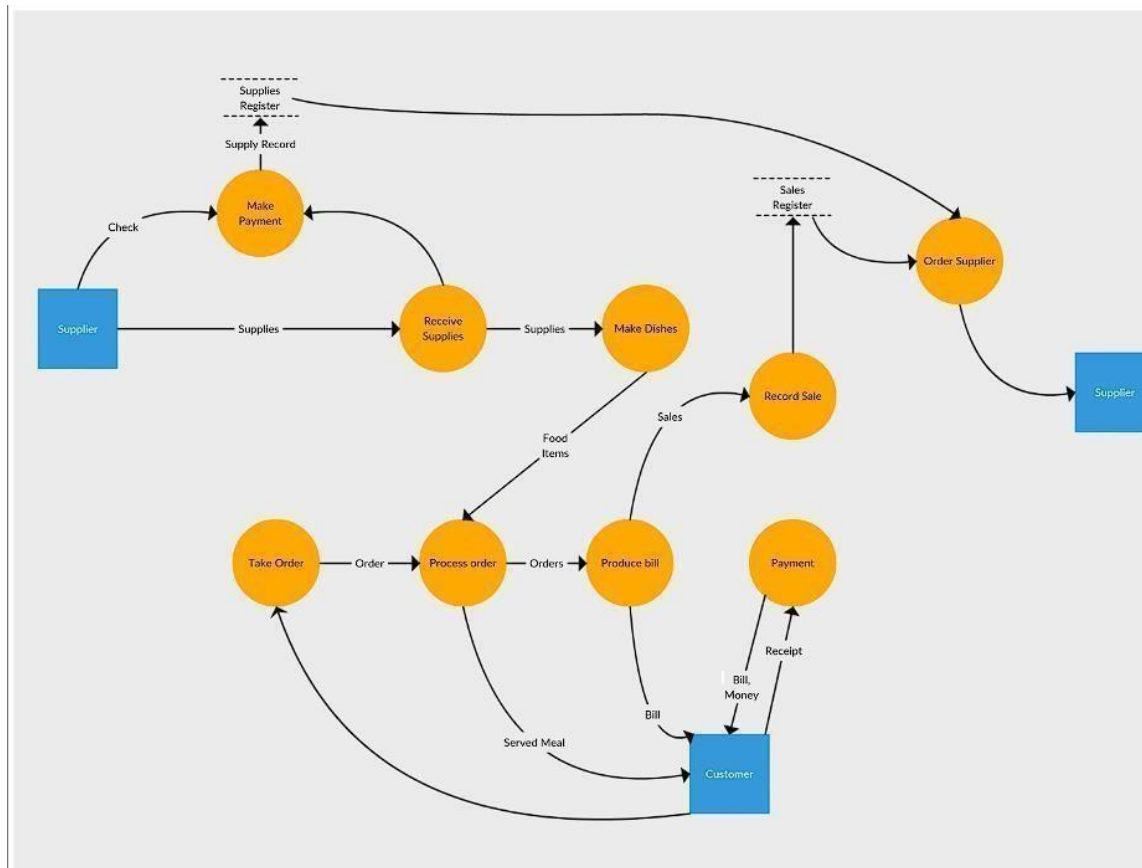 Supplies
Register
Supply Record
Make
Payment
Sales
Register
Check
Order Supplier
Supplier
Supplies
Receive
Supplies
Supplies
Make Dishes
Supplier
Record Sale
Sales
Food
Items
Take Order
Order
Process order
Orders
Produce bill
Payment
Receipt
Bill,
Money
Bill
Served Meal
Customer